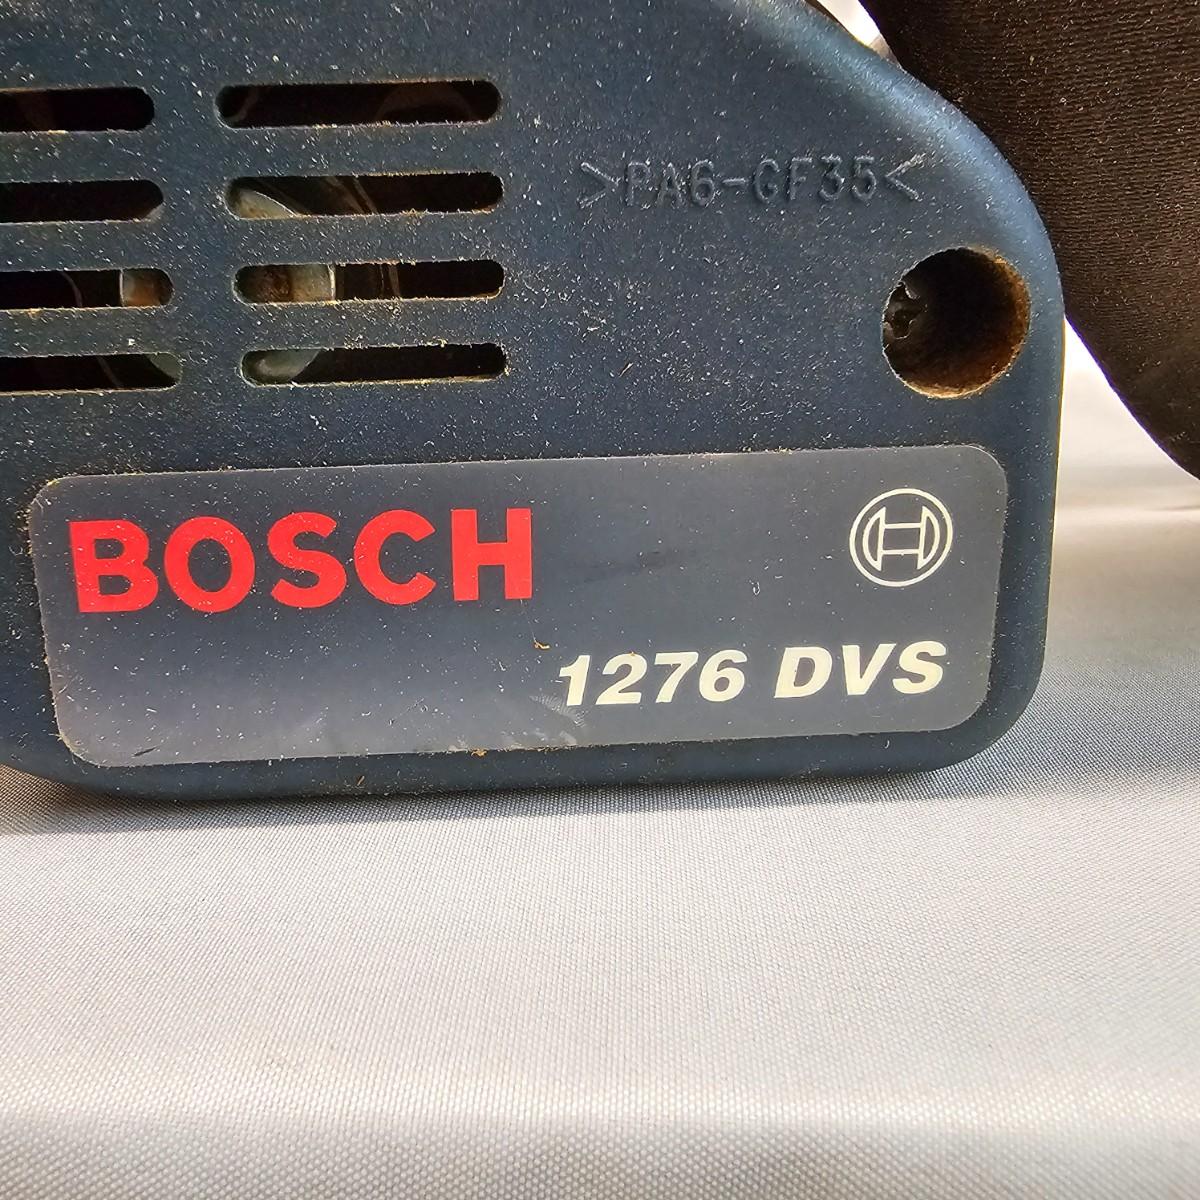 >PA6-GF35<
BOSCH
1276 DVS